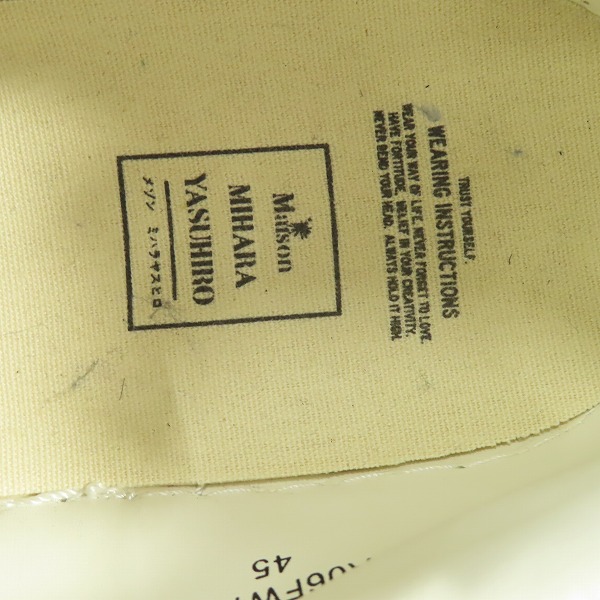 TRUST YOURSELF.
WEARING INSTRUCTIONS
WEAR YOUR WAY OF LIFE. NEVER FORGET TO LOVE.
HAVE FORTITUDE, BELIEF IN YOUR CREATIVITY.
NEVER BEND YOUR HEAD. ALWAYS HOLD IT HIGH.
Maison
MIHARA
YASUHIRO
メゾン ミハラヤスヒロ
45